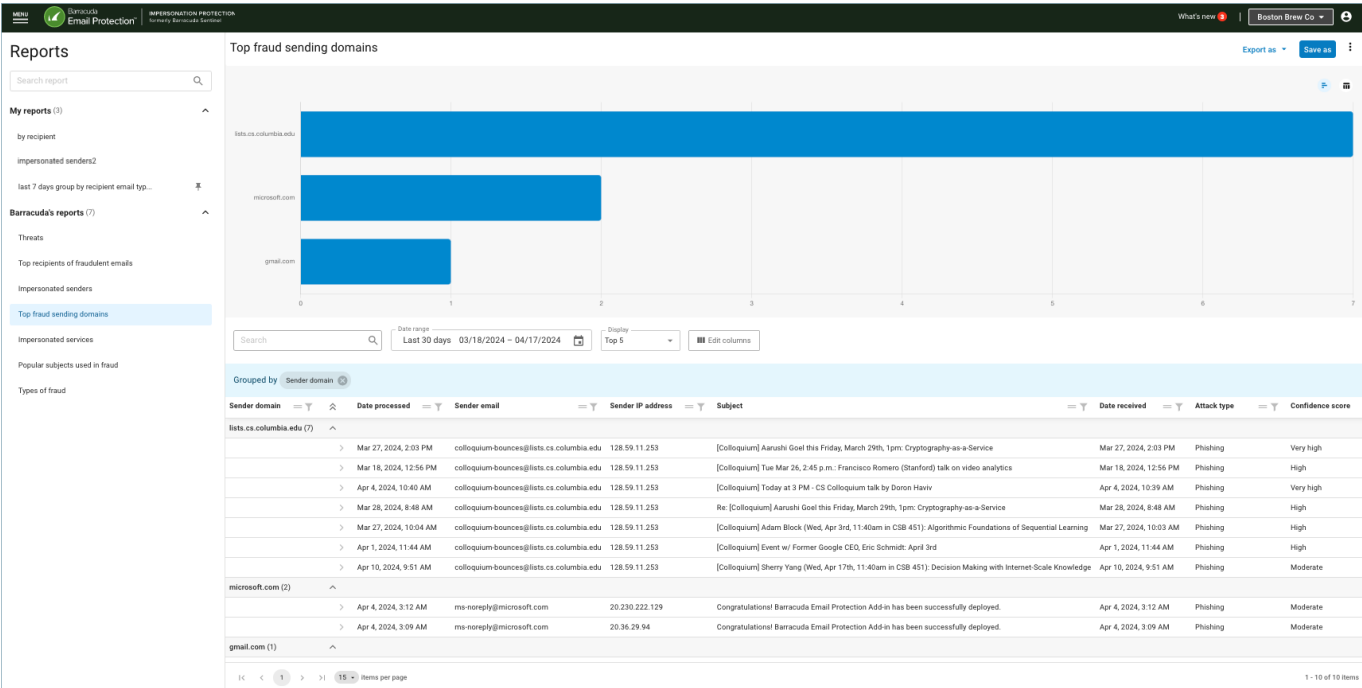 MENU Barracuda Email Protection™ IMPERSONATION PROTECTION formerly Barracuda Sentinel What's new 3 | Boston Brew Co
Reports
Search report
My reports (3)
by recipient
impersonated senders2
last 7 days group by recipient email typ...
Barracuda's reports (7)
Threats
Top recipients of fraudulent emails
Impersonated senders
Top fraud sending domains
Impersonated services
Popular subjects used in fraud
Types of fraud
Top fraud sending domains Export as Save as
lists.cs.columbia.edu
microsoft.com
gmail.com
0 1 2 3 4 5 6 7
Search Date range Last 30 days 03/18/2024 – 04/17/2024 Display Top 5 Edit columns
Grouped by Sender domain
Sender domain Date processed Sender email Sender IP address Subject Date received Attack type Confidence score
lists.cs.columbia.edu (7)
Mar 27, 2024, 2:03 PM colloquium-bounces@lists.cs.columbia.edu 128.59.11.253 [Colloquium] Aarushi Goel this Friday, March 29th, 1pm: Cryptography-as-a-Service Mar 27, 2024, 2:03 PM Phishing Very high
Mar 18, 2024, 12:56 PM colloquium-bounces@lists.cs.columbia.edu 128.59.11.253 [Colloquium] Tue Mar 26, 2:45 p.m.: Francisco Romero (Stanford) talk on video analytics Mar 18, 2024, 12:56 PM Phishing High
Apr 4, 2024, 10:40 AM colloquium-bounces@lists.cs.columbia.edu 128.59.11.253 [Colloquium] Today at 3 PM - CS Colloquium talk by Doron Haviv Apr 4, 2024, 10:39 AM Phishing Very high
Mar 28, 2024, 8:48 AM colloquium-bounces@lists.cs.columbia.edu 128.59.11.253 Re: [Colloquium] Aarushi Goel this Friday, March 29th, 1pm: Cryptography-as-a-Service Mar 28, 2024, 8:48 AM Phishing High
Mar 27, 2024, 10:04 AM colloquium-bounces@lists.cs.columbia.edu 128.59.11.253 [Colloquium] Adam Block (Wed, Apr 3rd, 11:40am in CSB 451): Algorithmic Foundations of Sequential Learning Mar 27, 2024, 10:03 AM Phishing High
Apr 1, 2024, 11:44 AM colloquium-bounces@lists.cs.columbia.edu 128.59.11.253 [Colloquium] Event w/ Former Google CEO, Eric Schmidt: April 3rd Apr 1, 2024, 11:44 AM Phishing High
Apr 10, 2024, 9:51 AM colloquium-bounces@lists.cs.columbia.edu 128.59.11.253 [Colloquium] Sherry Yang (Wed, Apr 17th, 11:40am in CSB 451): Decision Making with Internet-Scale Knowledge Apr 10, 2024, 9:51 AM Phishing Moderate
microsoft.com (2)
Apr 4, 2024, 3:12 AM ms-noreply@microsoft.com 20.230.222.129 Congratulations! Barracuda Email Protection Add-in has been successfully deployed. Apr 4, 2024, 3:12 AM Phishing Moderate
Apr 4, 2024, 3:09 AM ms-noreply@microsoft.com 20.36.29.94 Congratulations! Barracuda Email Protection Add-in has been successfully deployed. Apr 4, 2024, 3:09 AM Phishing Moderate
gmail.com (1)
1 15 items per page 1 - 10 of 10 items